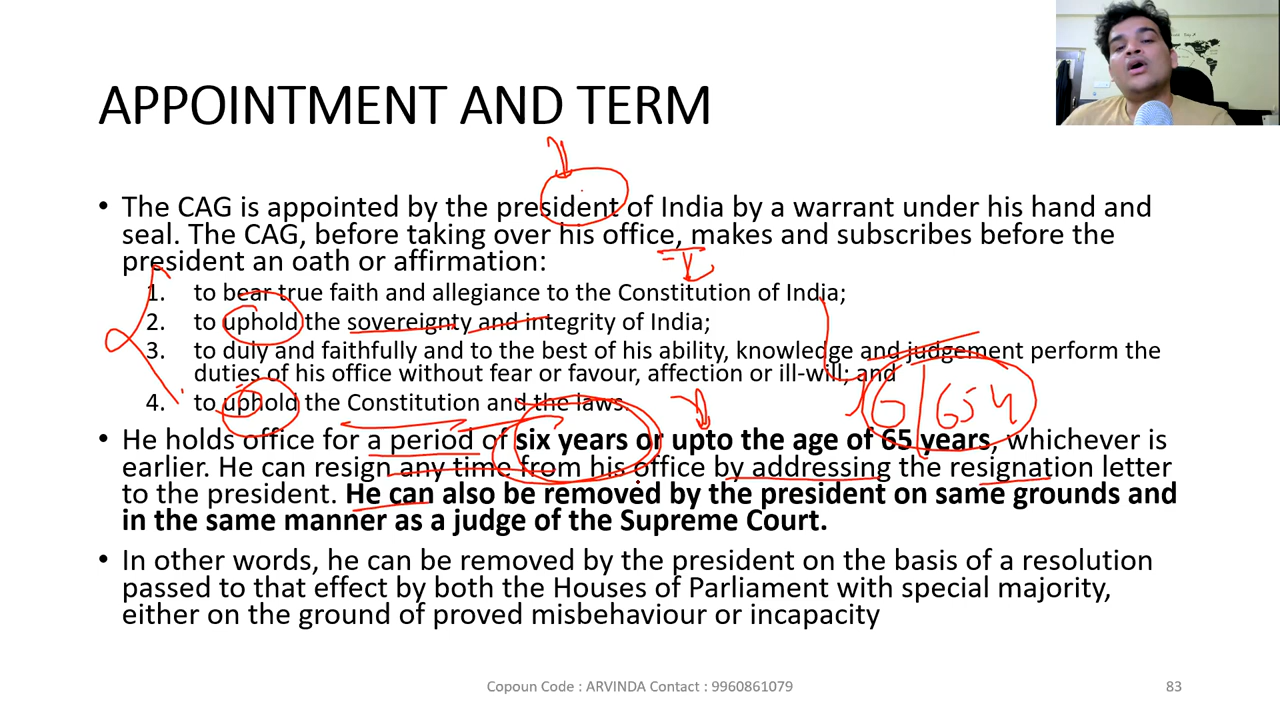 APPOINTMENT AND TERM
• The CAG is appointed by the president of India by a warrant under his hand and
seal. The CAG, before taking over his office, makes and subscribes before the
president an oath or affirmation:
1. to bear true faith and allegiance to the Constitution of India;
2. to uphold the sovereignty and integrity of India;
3. to duly and faithfully and to the best of his ability, knowledge and judgement perform the
duties of his office without fear or favour, affection or ill-will; and
4. to uphold the Constitution and the laws.
6 65 y
• He holds office for a period of six years or upto the age of 65 years, whichever is
earlier. He can resign any time from his office by addressing the resignation letter
to the president. He can also be removed by the president on same grounds and
in the same manner as a judge of the Supreme Court.
• In other words, he can be removed by the president on the basis of a resolution
passed to that effect by both the Houses of Parliament with special majority,
either on the ground of proved misbehaviour or incapacity
Copoun Code : ARVINDA Contact : 9960861079
83